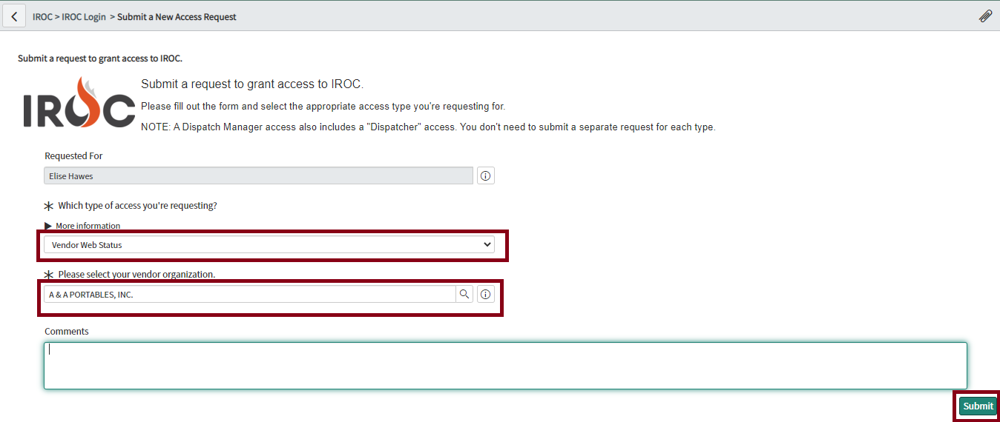 IROC > IROC Login > Submit a New Access Request
Submit a request to grant access to IROC.
IROC
Submit a request to grant access to IROC.
Please fill out the form and select the appropriate access type you're requesting for.
NOTE: A Dispatch Manager access also includes a "Dispatcher" access. You don't need to submit a separate request for each type.
Requested For
Elise Hawes
Which type of access you're requesting?
More information
Vendor Web Status
Please select your vendor organization.
A & A PORTABLES, INC.
Comments
Submit